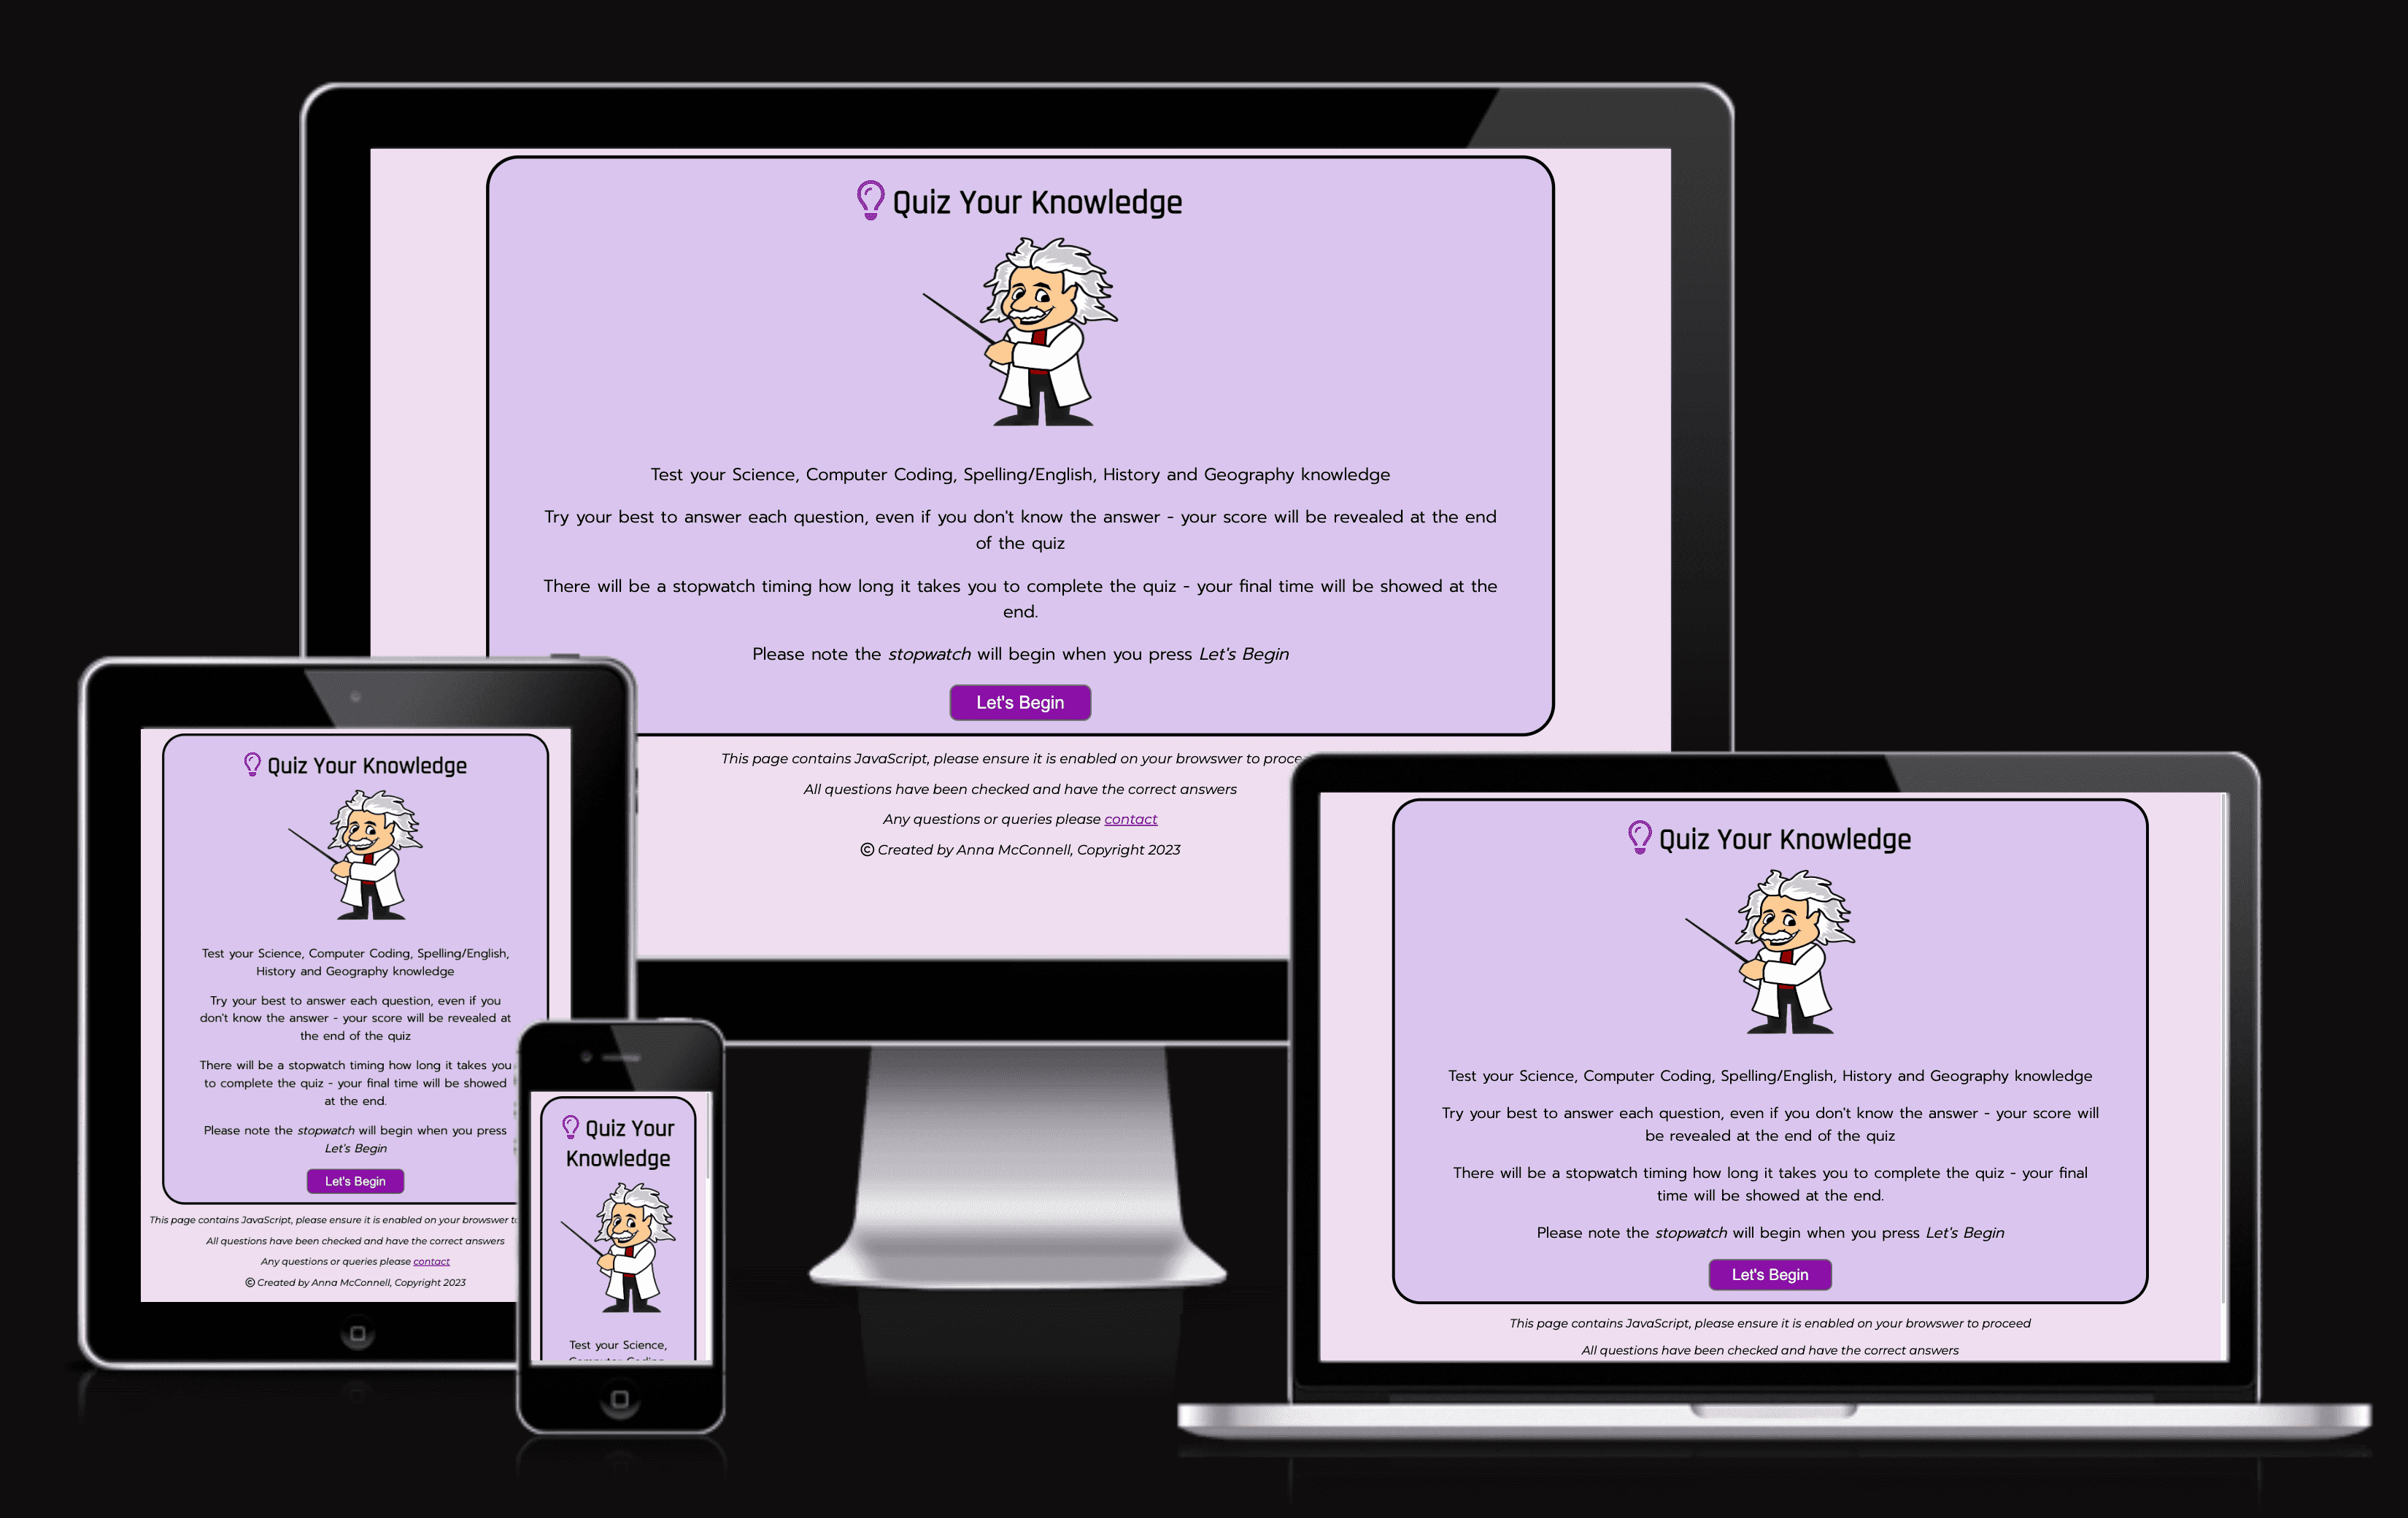 Quiz Your Knowledge
Test your Science, Computer Coding, Spelling/English, History and Geography knowledge
Try your best to answer each question, even if you don't know the answer - your score will be revealed at the end
of the quiz
There will be a stopwatch timing how long it takes you to complete the quiz - your final time will be showed at the
end.
Please note the stopwatch will begin when you press Let's Begin
Let's Begin
This page contains JavaScript, please ensure it is enabled on your browswer to proce
All questions have been checked and have the correct answers
Any questions or queries please contact
© Created by Anna McConnell, Copyright 2023
Quiz Your Knowledge
Test your Science, Computer Coding, Spelling/English,
History and Geography knowledge
Try your best to answer each question, even if you
don't know the answer - your score will be revealed at
the end of the quiz
There will be a stopwatch timing how long it takes you
to complete the quiz - your final time will be showed
at the end.
Please note the stopwatch will begin when you press
Let's Begin
Let's Begin
This page contains JavaScript, please ensure it is enabled on your browswer t
All questions have been checked and have the correct answers
Any questions or queries please contact
© Created by Anna McConnell, Copyright 2023
Quiz Your
Knowledge
Test your Science,
Computer Coding,
Quiz Your Knowledge
Test your Science, Computer Coding, Spelling/English, History and Geography knowledge
Try your best to answer each question, even if you don't know the answer - your score will
be revealed at the end of the quiz
There will be a stopwatch timing how long it takes you to complete the quiz - your final
time will be showed at the end.
Please note the stopwatch will begin when you press Let's Begin
Let's Begin
This page contains JavaScript, please ensure it is enabled on your browswer to proceed
All questions have been checked and have the correct answers